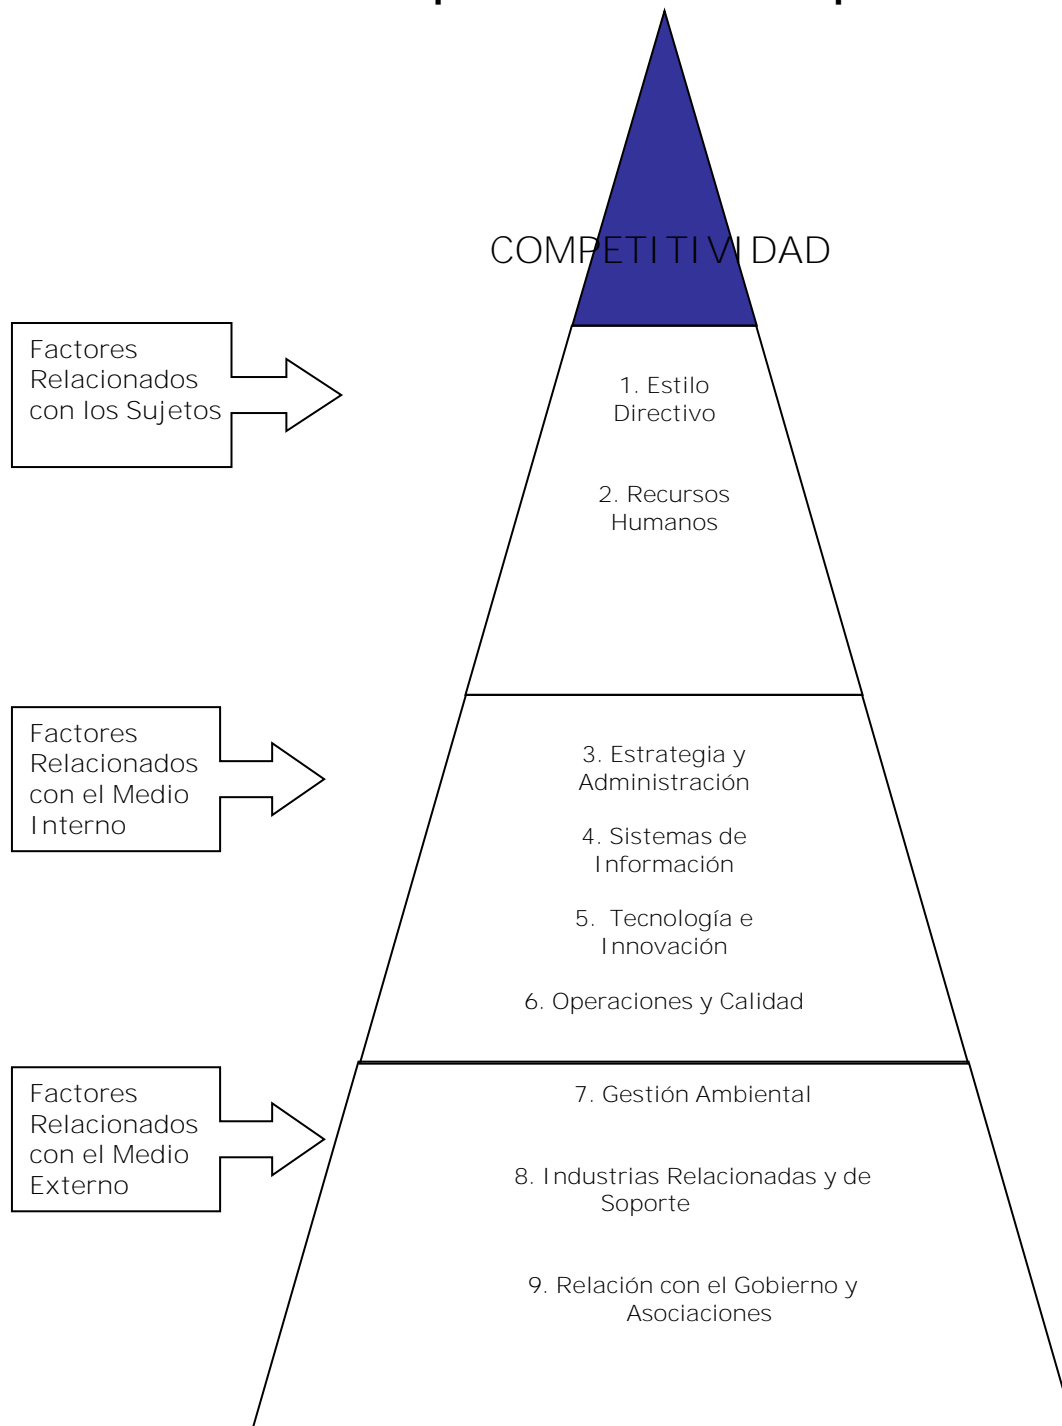 COMPETITIVIDAD
Factores
Relacionados
con los Sujetos
1. Estilo
Directivo
2. Recursos
Humanos
Factores
Relacionados
con el Medio
Interno
3. Estrategia y
Administración
4. Sistemas de
Información
5. Tecnología e
Innovación
6. Operaciones y Calidad
Factores
Relacionados
con el Medio
Externo
7. Gestión Ambiental
8. Industrias Relacionadas y de
Soporte
9. Relación con el Gobierno y
Asociaciones